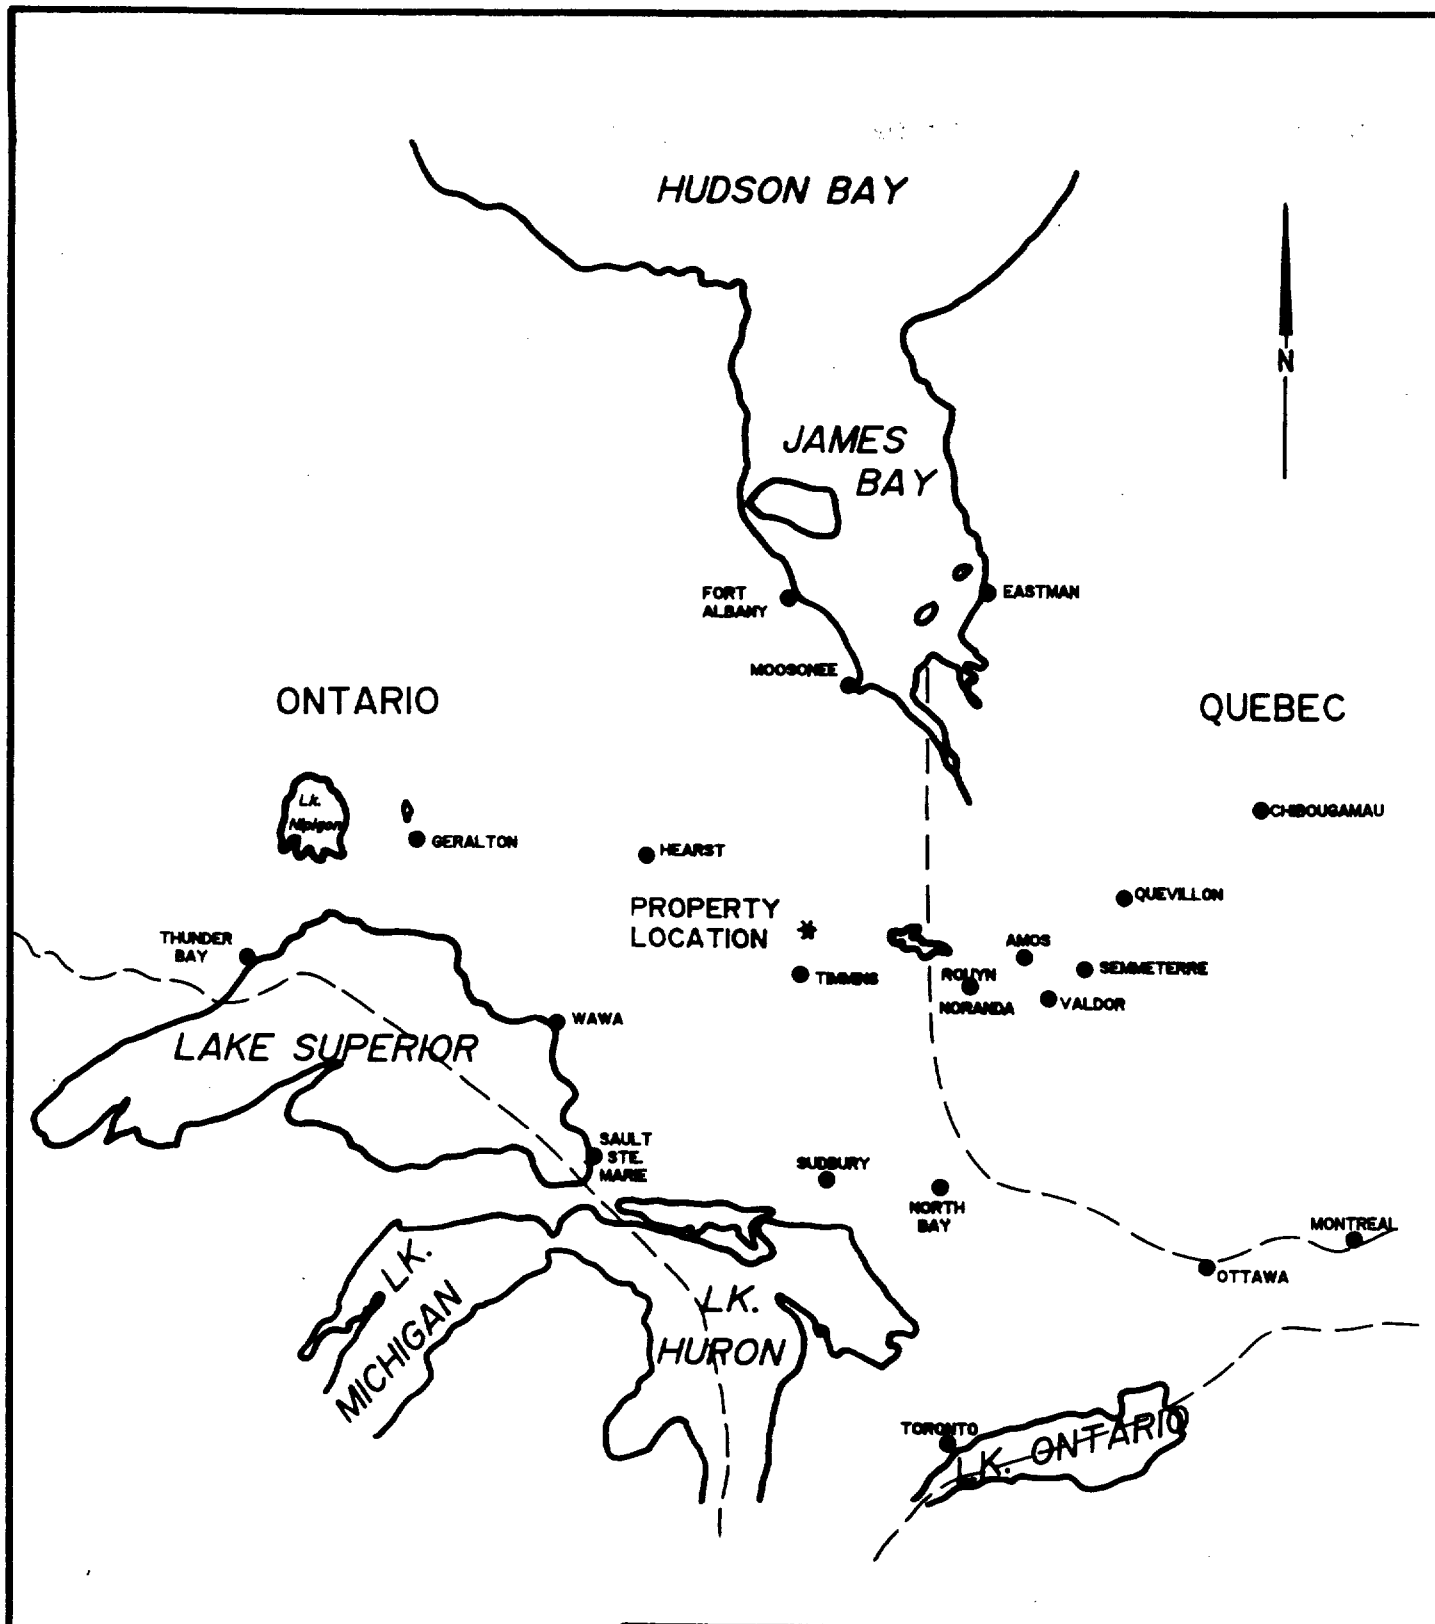 HUDSON BAY
N
JAMES
BAY
FORT
ALBANY
EASTMAN
MOOSONEE
ONTARIO
QUEBEC
Lk.
Nipigon
GERALTON
HEARST
CHIBOUGAMAU
QUEVILLON
PROPERTY
LOCATION
THUNDER
BAY
AMOS
SEMMETERRE
TIMMINS
ROUYN
NORANDA
VALDOR
WAWA
LAKE SUPERIOR
SAULT
STE.
MARIE
SUDBURY
NORTH
BAY
MONTREAL
OTTAWA
LK.
MICHIGAN
LK.
HURON
TORONTO
LK. ONTARIO